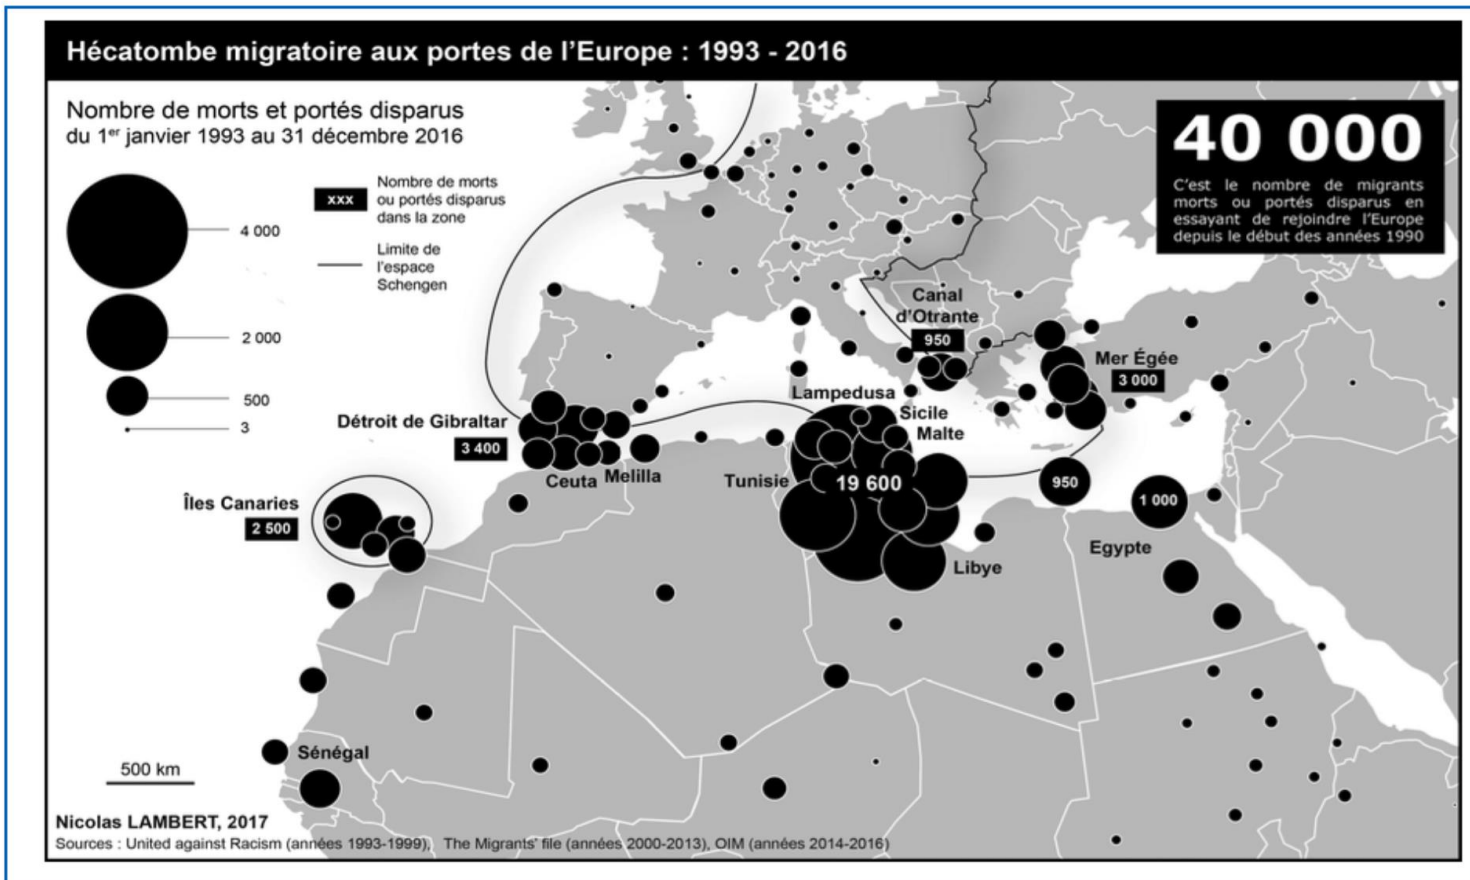 Hécatombe migratoire aux portes de l'Europe : 1993 - 2016
Nombre de morts et portés disparus
du 1er janvier 1993 au 31 décembre 2016
4 000
2 000
500
3
xxx
Nombre de morts
ou portés disparus
dans la zone
Limite de
l'espace
Schengen
40 000
C'est le nombre de migrants
morts ou portés disparus en
essayant de rejoindre l'Europe
depuis le début des années 1990
Canal
d'Otrante
950
Mer Égée
3 000
Lampedusa
Sicile
Malte
Détroit de Gibraltar
3 400
Ceuta
Melilla
Tunisie
19 600
950
1 000
Îles Canaries
2 500
Egypte
Libye
Sénégal
500 km
Nicolas LAMBERT, 2017
Sources : United against Racism (années 1993-1999), The Migrants' file (années 2000-2013), OIM (années 2014-2016)